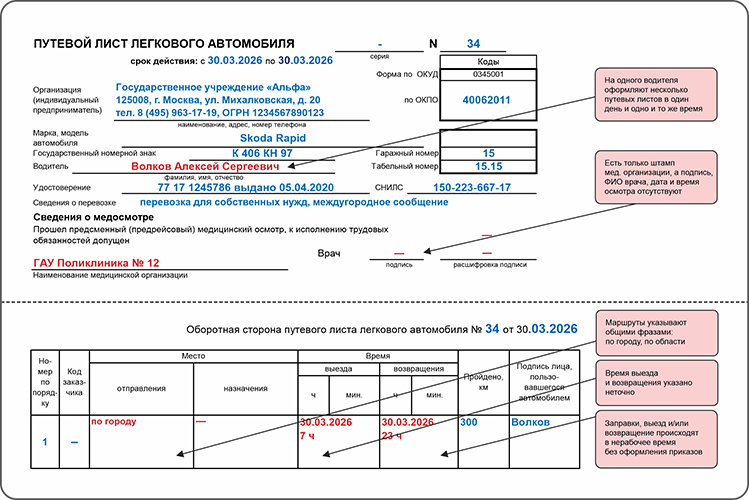 ПУТЕВОЙ ЛИСТ ЛЕГКОВОГО АВТОМОБИЛЯ - N 34
серия
срок действия: с 30.03.2026 по 30.03.2026
Коды
Форма по ОКУД 0345001
по ОКПО 40062011
Организация
(индивидуальный
предприниматель)
Государственное учреждение «Альфа»
125008, г. Москва, ул. Михалковская, д. 20
тел. 8 (495) 963-17-19, ОГРН 1234567890123
наименование, адрес, номер телефона
Марка, модель
автомобиля
Skoda Rapid
Государственный номерной знак К 406 КН 97 Гаражный номер 15
Водитель Волков Алексей Сергеевич Табельный номер 15.15
фамилия, имя, отчество
Удостоверение 77 17 1245786 выдано 05.04.2020 СНИЛС 150-223-667-17
Сведения о перевозке перевозка для собственных нужд, междугородное сообщение
Сведения о медосмотре
Прошел предсменный (предрейсовый) медицинский осмотр, к исполнению трудовых
обязанностей допущен
—
Врач — —
подпись расшифровка подписи
ГАУ Поликлиника № 12
Наименование медицинской организации
На одного водителя
оформляют несколько
путевых листов в один
день и одно и то же время
Есть только штамп
мед. организации, а подпись,
ФИО врача, дата и время
осмотра отсутствуют
Оборотная сторона путевого листа легкового автомобиля № 34 от 30.03.2026
Но-
мер
по
поряд-
ку
Код
заказ-
чика
Место
отправления назначения
Время
выезда возвращения
ч мин. ч мин.
Пройдено,
км
Подпись лица,
пользо-
вавшегося
автомобилем
1 – по городу — 30.03.2026 30.03.2026 300 Волков
7 ч 23 ч
Маршруты указывают
общими фразами:
по городу, по области
Время выезда
и возвращения указано
неточно
Заправки, выезд и/или
возвращение происходят
в нерабочее время
без оформления приказов